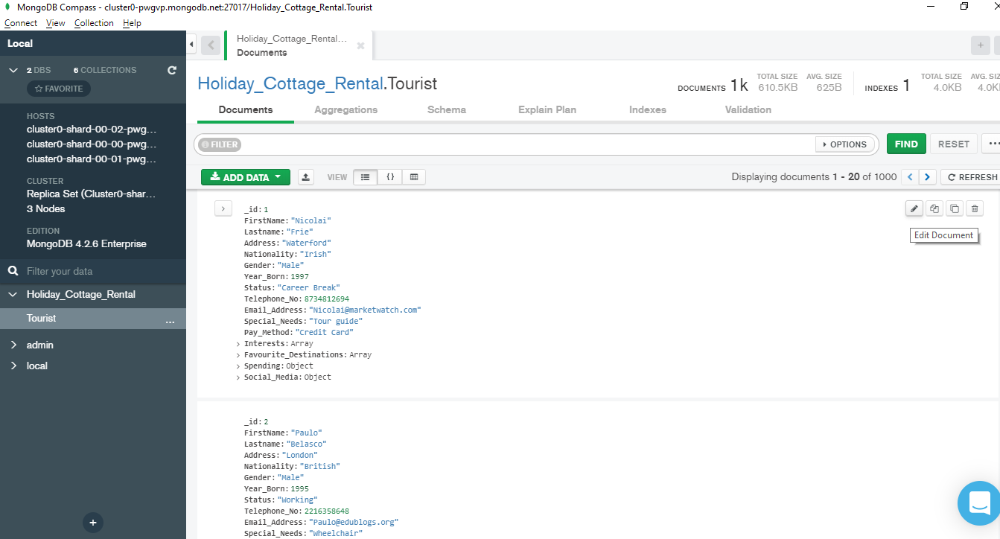 MongoDB Compass - cluster0-pwgvp.mongodb.net:27017/Holiday_Cottage_Rental.Tourist
Connect View Collection Help
Local
2 DBS 6 COLLECTIONS
FAVORITE
HOSTS
cluster0-shard-00-02-pwg...
cluster0-shard-00-00-pwg...
cluster0-shard-00-01-pwg...
CLUSTER
Replica Set (Cluster0-shar...
3 Nodes
EDITION
MongoDB 4.2.6 Enterprise
Filter your data
Holiday_Cottage_Rental
Tourist ...
admin
local
+
Holiday_Cottage_Rental...
Documents
Holiday_Cottage_Rental.Tourist
DOCUMENTS 1k TOTAL SIZE 610.5KB AVG. SIZE 625B INDEXES 1 TOTAL SIZE 4.0KB AVG. SIZ 4.0K
Documents Aggregations Schema Explain Plan Indexes Validation
FILTER OPTIONS FIND RESET ...
ADD DATA VIEW {} Displaying documents 1 - 20 of 1000 < > REFRESH
_id: 1
FirstName: "Nicolai"
Lastname: "Frie"
Address: "Waterford"
Nationality: "Irish"
Gender: "Male"
Year_Born: 1997
Status: "Career Break"
Telephone_No: 8734812694
Email_Address: "Nicolai@marketwatch.com"
Special_Needs: "Tour guide"
Pay_Method: "Credit Card"
> Interests: Array
> Favourite_Destinations: Array
> Spending: Object
> Social_Media: Object
Edit Document
_id: 2
FirstName: "Paulo"
Lastname: "Belasco"
Address: "London"
Nationality: "British"
Gender: "Male"
Year_Born: 1995
Status: "Working"
Telephone_No: 2216358648
Email_Address: "Paulo@edublogs.org"
Special_Needs: "Wheelchair"